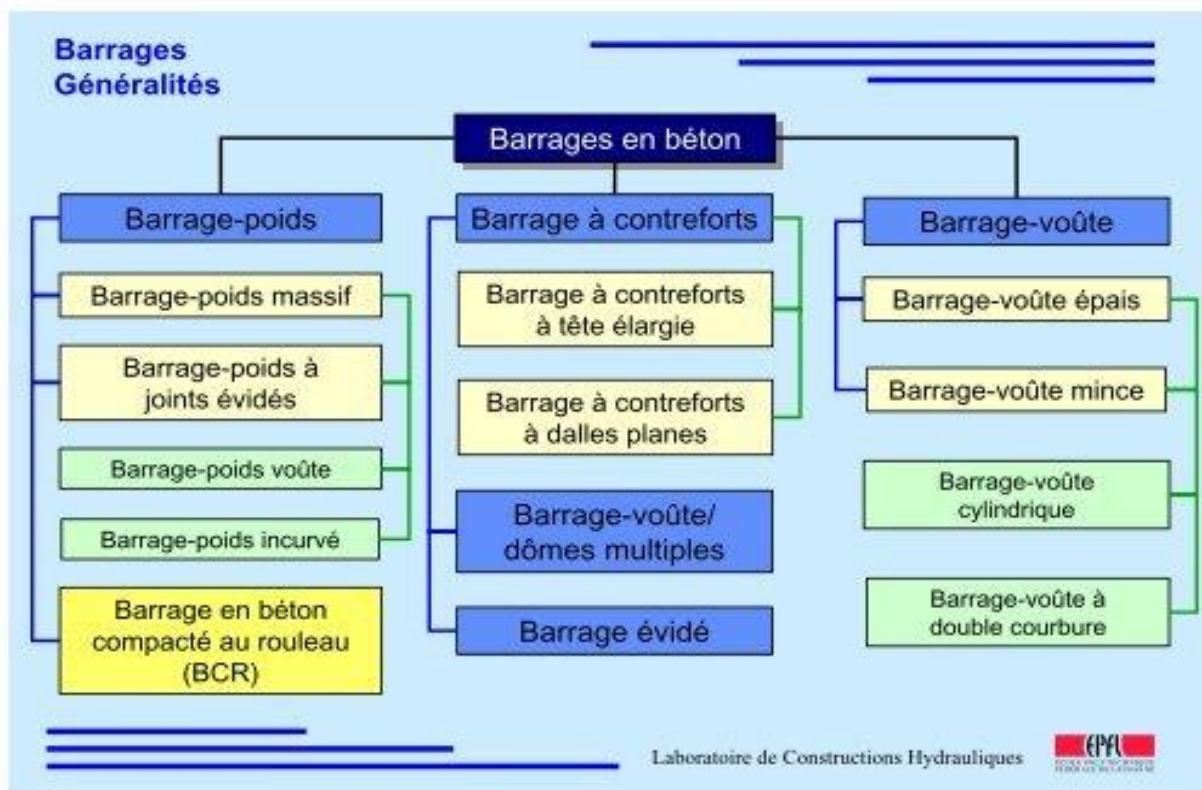 Barrages
Généralités
Barrages en béton
Barrage-poids
Barrage-poids massif
Barrage-poids à
joints évidés
Barrage-poids voûte
Barrage-poids incurvé
Barrage en béton
compacté au rouleau
(BCR)
Barrage à contreforts
Barrage à contreforts
à tête élargie
Barrage à contreforts
à dalles planes
Barrage-voûte/
dômes multiples
Barrage évidé
Barrage-voûte
Barrage-voûte épais
Barrage-voûte mince
Barrage-voûte
cylindrique
Barrage-voûte à
double courbure
Laboratoire de Constructions Hydrauliques
EPFL